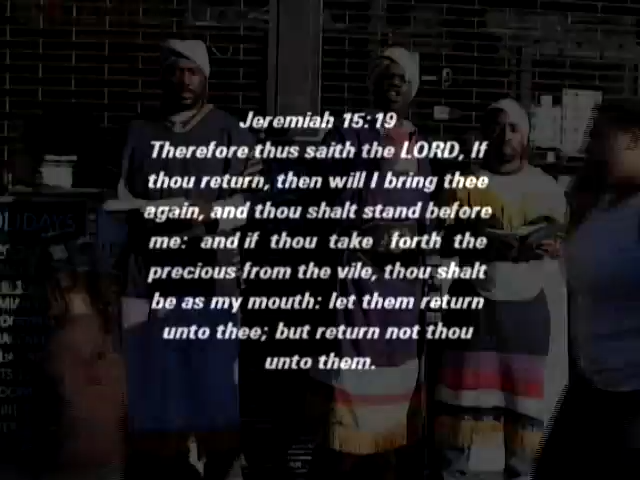 Jeremiah 15:19
Therefore thus saith the LORD, If
thou return, then will I bring thee
again, and thou shalt stand before
me: and if thou take forth the
precious from the vile, thou shalt
be as my mouth: let them return
unto thee; but return not thou
unto them.